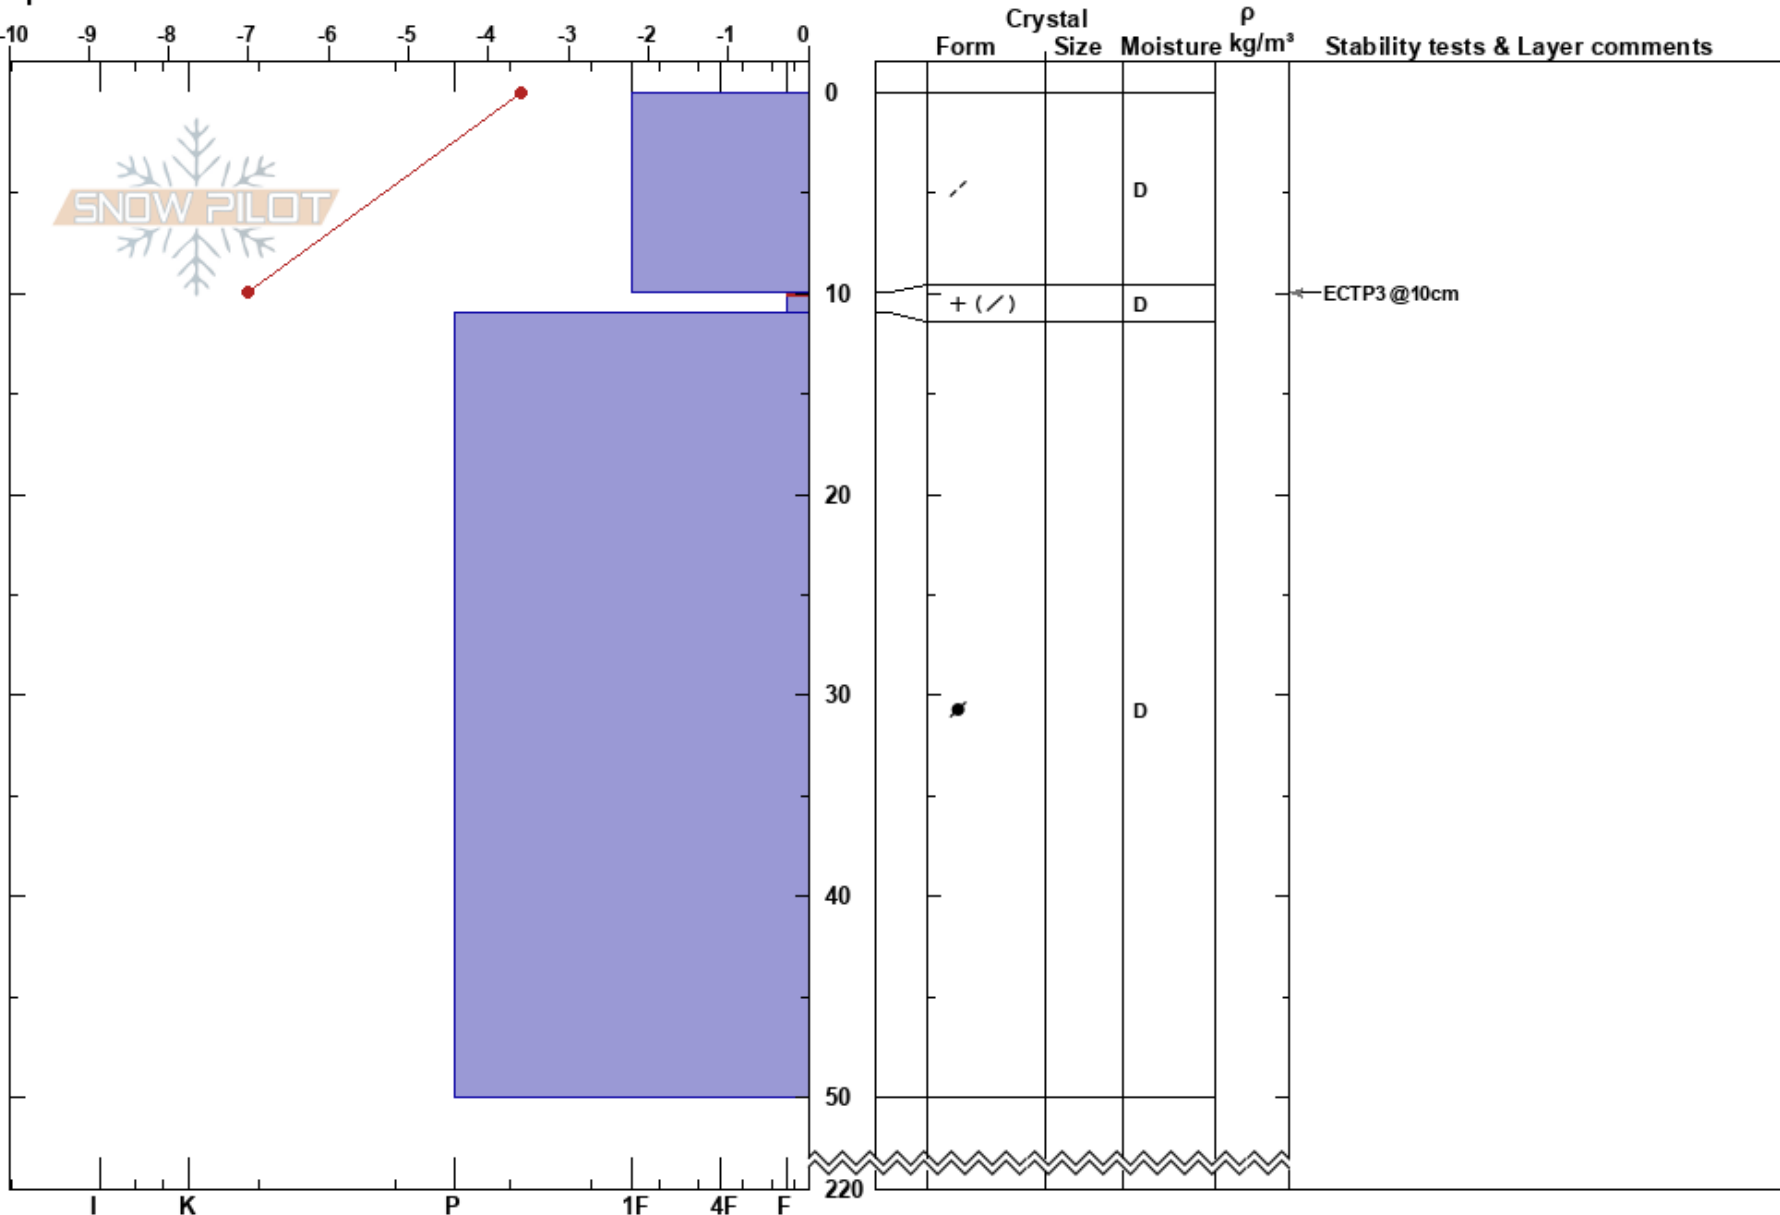 -10 -9 -8 -7 -6 -5 -4 -3 -2 -1 0
Crystal ρ
Form Size Moisture kg/m³ Stability tests & Layer comments
SNOW PILOT
0
D
10
+ (/) D
ECTP3 @10cm
20
30
D
40
50
220
I K P 1F 4F F